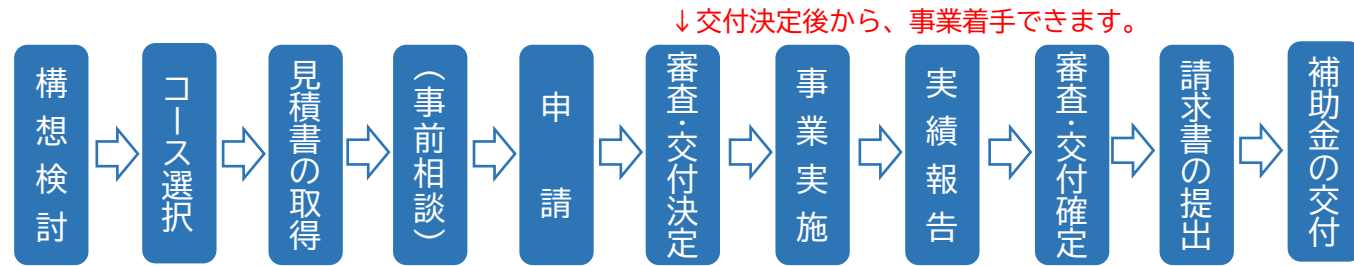 ↓交付決定後から、事業着手できます。
構想検討
コース選択
見積書の取得
（事前相談）
申請
審査・交付決定
事業実施
実績報告
審査・交付確定
請求書の提出
補助金の交付